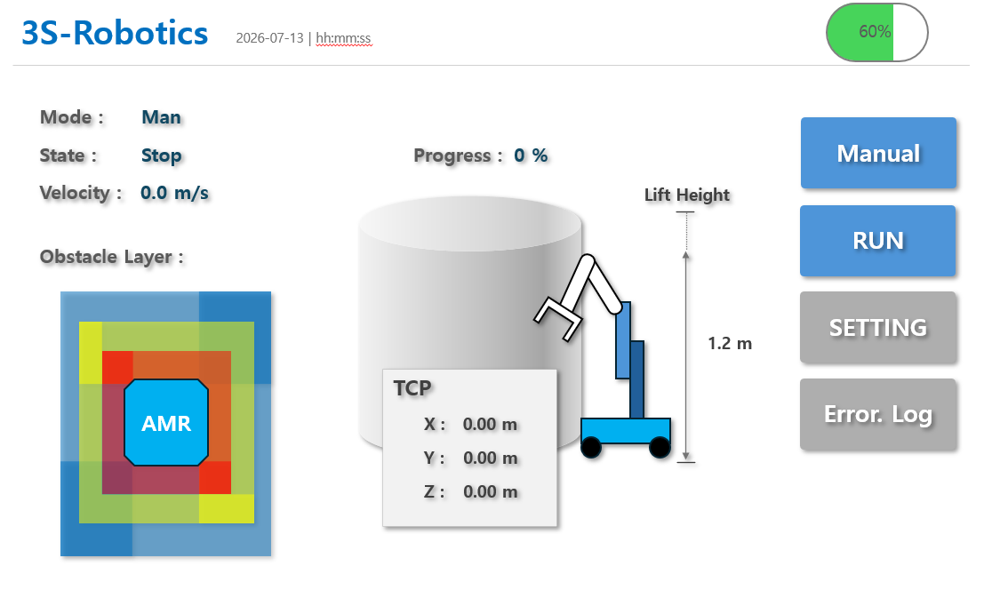 3S-Robotics
2026-07-13 | hh:mm:ss
60%
Mode : Man
State : Stop
Velocity : 0.0 m/s
Obstacle Layer :
AMR
Progress : 0 %
Lift Height
1.2 m
TCP
X : 0.00 m
Y : 0.00 m
Z : 0.00 m
Manual
RUN
SETTING
Error. Log